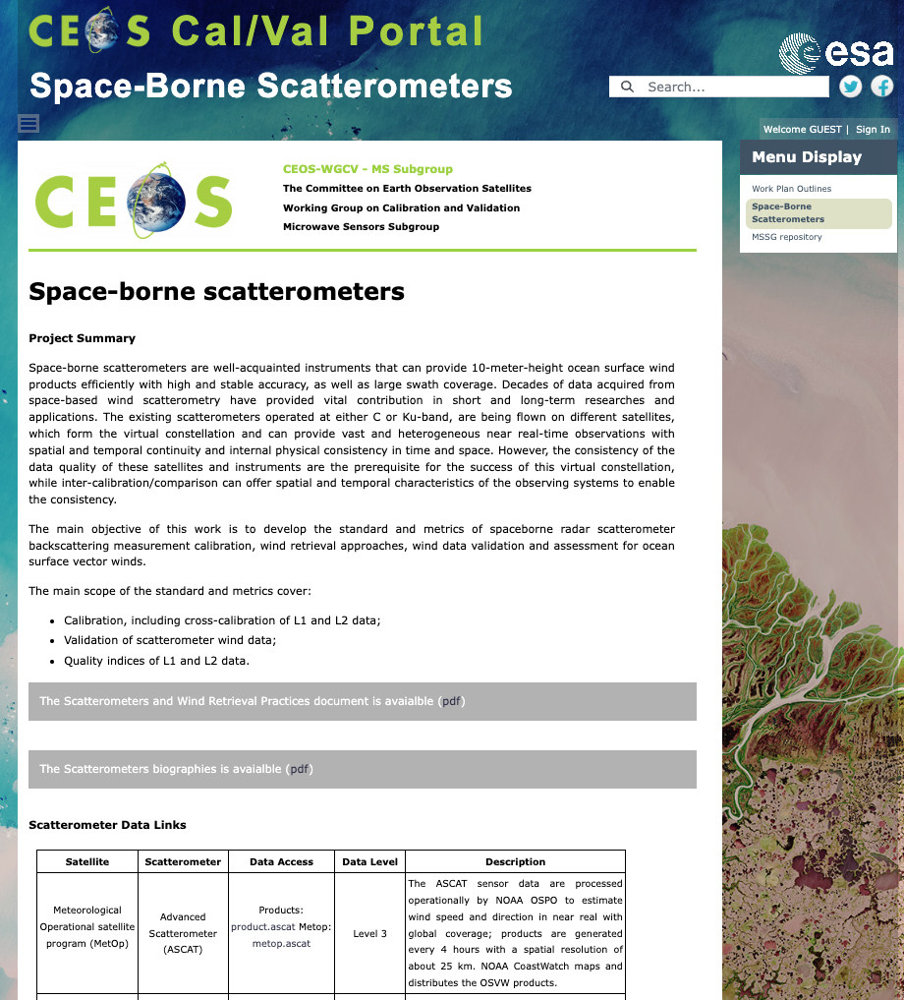 CEOS Cal/Val Portal
esa
Space-Borne Scatterometers
Search...
Welcome GUEST | Sign In
Menu Display
Work Plan Outlines
Space-Borne
Scatterometers
MSSG repository
CEOS
CEOS-WGCV - MS Subgroup
The Committee on Earth Observation Satellites
Working Group on Calibration and Validation
Microwave Sensors Subgroup
Space-borne scatterometers
Project Summary
Space-borne scatterometers are well-acquainted instruments that can provide 10-meter-height ocean surface wind
products efficiently with high and stable accuracy, as well as large swath coverage. Decades of data acquired from
space-based wind scatterometry have provided vital contribution in short and long-term researches and
applications. The existing scatterometers operated at either C or Ku-band, are being flown on different satellites,
which form the virtual constellation and can provide vast and heterogeneous near real-time observations with
spatial and temporal continuity and internal physical consistency in time and space. However, the consistency of the
data quality of these satellites and instruments are the prerequisite for the success of this virtual constellation,
while inter-calibration/comparison can offer spatial and temporal characteristics of the observing systems to enable
the consistency.
The main objective of this work is to develop the standard and metrics of spaceborne radar scatterometer
backscattering measurement calibration, wind retrieval approaches, wind data validation and assessment for ocean
surface vector winds.
The main scope of the standard and metrics cover:
• Calibration, including cross-calibration of L1 and L2 data;
• Validation of scatterometer wind data;
• Quality indices of L1 and L2 data.
The Scatterometers and Wind Retrieval Practices document is avaialble (pdf)
The Scatterometers biographies is avaialble (pdf)
Scatterometer Data Links
Satellite Scatterometer Data Access Data Level Description
Meteorological
Operational satellite
program (MetOp)
Advanced
Scatterometer
(ASCAT)
Products:
product.ascat Metop:
metop.ascat
Level 3
The ASCAT sensor data are processed
operationally by NOAA OSPO to estimate
wind speed and direction in near real with
global coverage; products are generated
every 4 hours with a spatial resolution of
about 25 km. NOAA CoastWatch maps and
distributes the OSVW products.